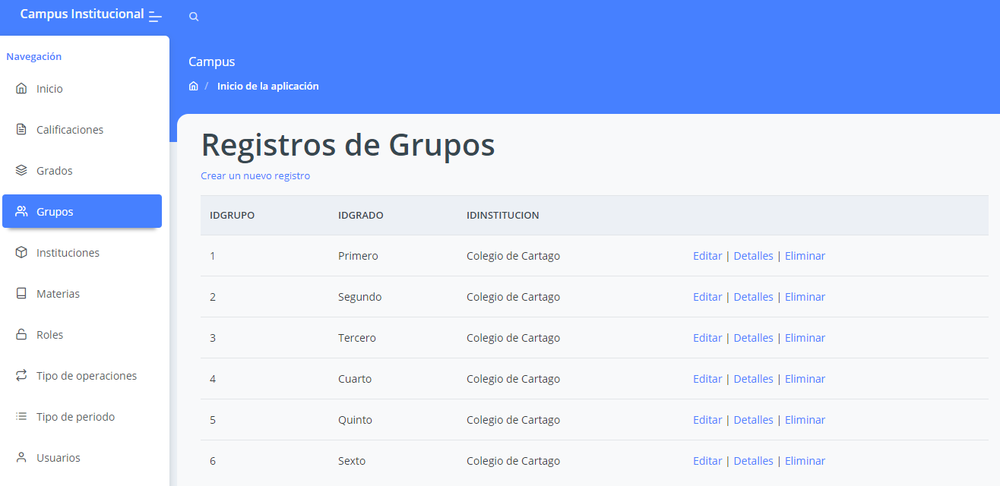 Campus Institucional
Navegación
Inicio
Calificaciones
Grados
Grupos
Instituciones
Materias
Roles
Tipo de operaciones
Tipo de periodo
Usuarios
Campus
/ Inicio de la aplicación
Registros de Grupos
Crear un nuevo registro
IDGRUPO IDGRADO IDINSTITUCION
1 Primero Colegio de Cartago Editar | Detalles | Eliminar
2 Segundo Colegio de Cartago Editar | Detalles | Eliminar
3 Tercero Colegio de Cartago Editar | Detalles | Eliminar
4 Cuarto Colegio de Cartago Editar | Detalles | Eliminar
5 Quinto Colegio de Cartago Editar | Detalles | Eliminar
6 Sexto Colegio de Cartago Editar | Detalles | Eliminar